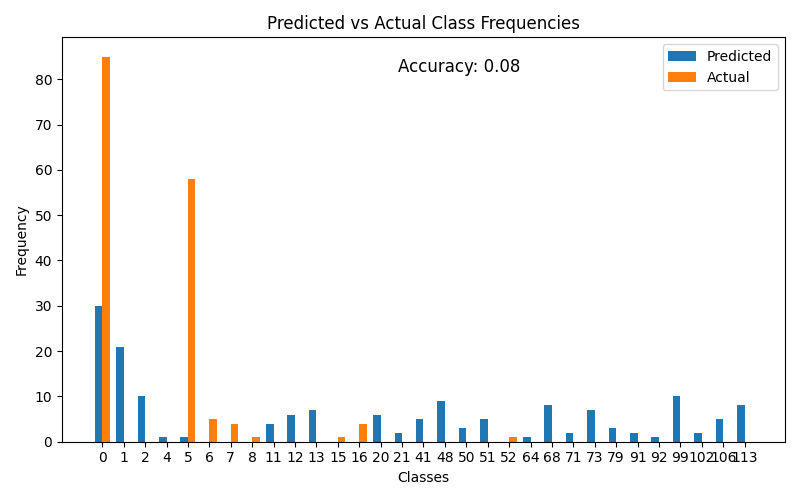 Predicted vs Actual Class Frequencies
Accuracy: 0.08
Predicted
Actual
Frequency
80
70
60
50
40
30
20
10
0
0 1 2 4 5 6 7 8 11 12 13 15 16 20 21 41 48 50 51 52 64 68 71 73 79 91 92 99 102 106 113
Classes